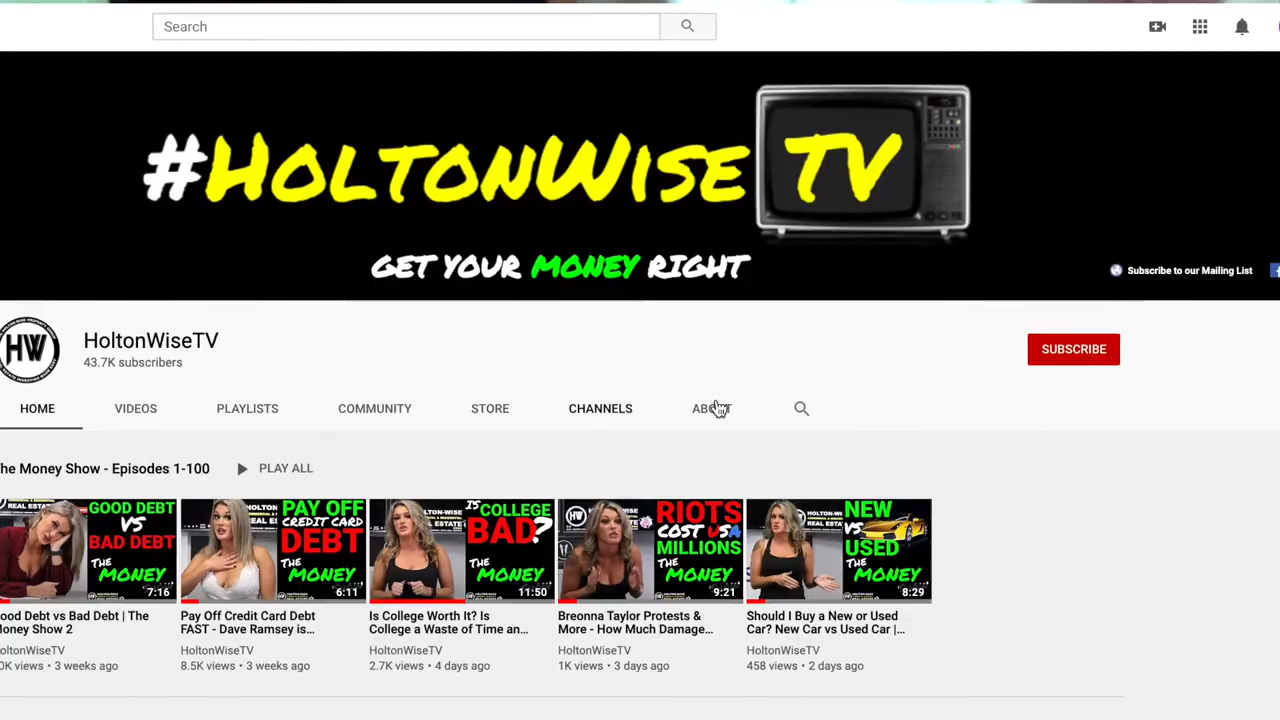 Search
#HOLTONWISE TV
GET YOUR MONEY RIGHT
Subscribe to our Mailing List
HW
HoltonWiseTV
43.7K subscribers
SUBSCRIBE
HOME VIDEOS PLAYLISTS COMMUNITY STORE CHANNELS ABOUT
he Money Show - Episodes 1-100 PLAY ALL
GOOD DEBT
VS
BAD DEBT
THE
MONEY
7:16
PAY OFF
CREDIT CARD
DEBT
THE
MONEY
6:11
IS COLLEGE
BAD?
THE
MONEY
11:50
RIOTS
COST USA
MILLIONS
THE
MONEY
9:21
NEW
VS
USED
THE
MONEY
8:29
ood Debt vs Bad Debt | The
oney Show 2
oltonWiseTV
0K views • 3 weeks ago
Pay Off Credit Card Debt
FAST - Dave Ramsey is...
HoltonWiseTV
8.5K views • 3 weeks ago
Is College Worth It? Is
College a Waste of Time an...
HoltonWiseTV
2.7K views • 4 days ago
Breonna Taylor Protests &
More - How Much Damage...
HoltonWiseTV
1K views • 3 days ago
Should I Buy a New or Used
Car? New Car vs Used Car |...
HoltonWiseTV
458 views • 2 days ago